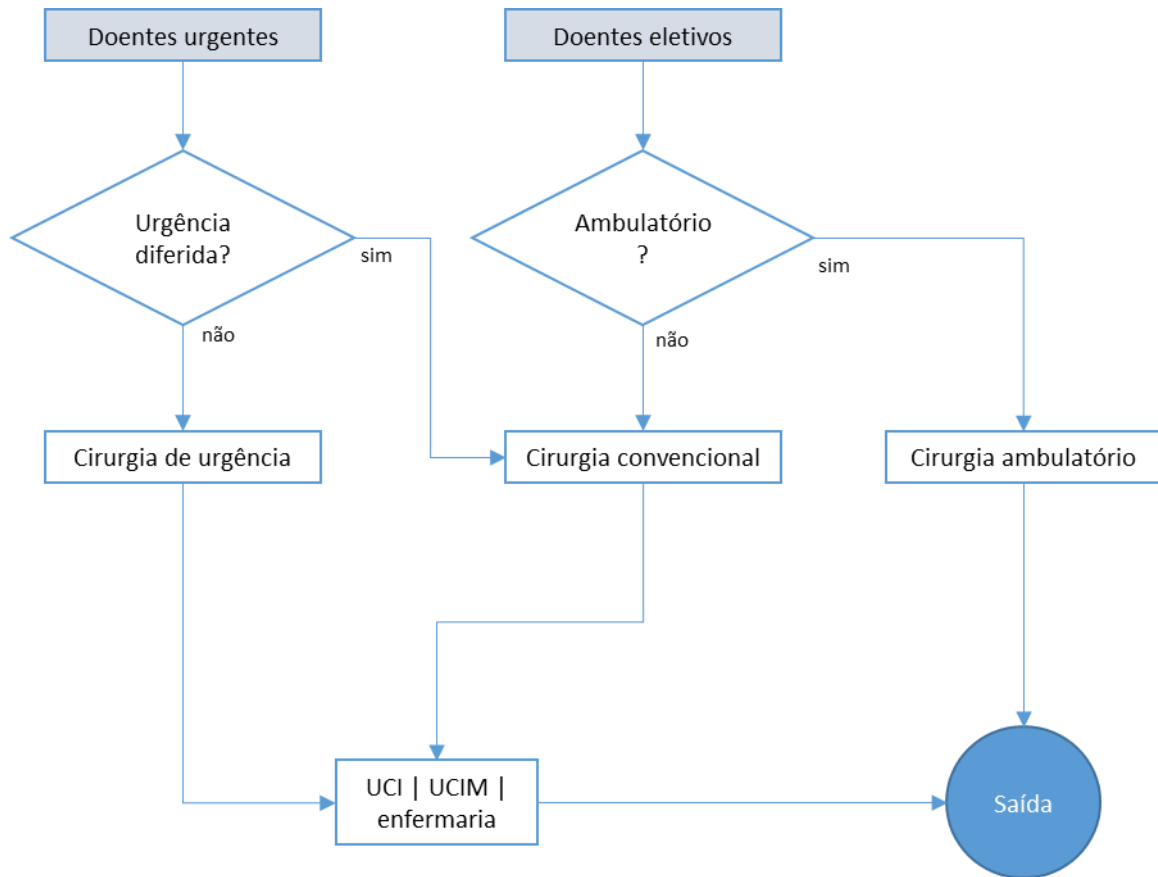 Doentes urgentes
Doentes eletivos
Urgência
diferida?
sim
não
Ambulatório
?
sim
não
Cirurgia de urgência
Cirurgia convencional
Cirurgia ambulatório
UCI | UCIM |
enfermaria
Saída